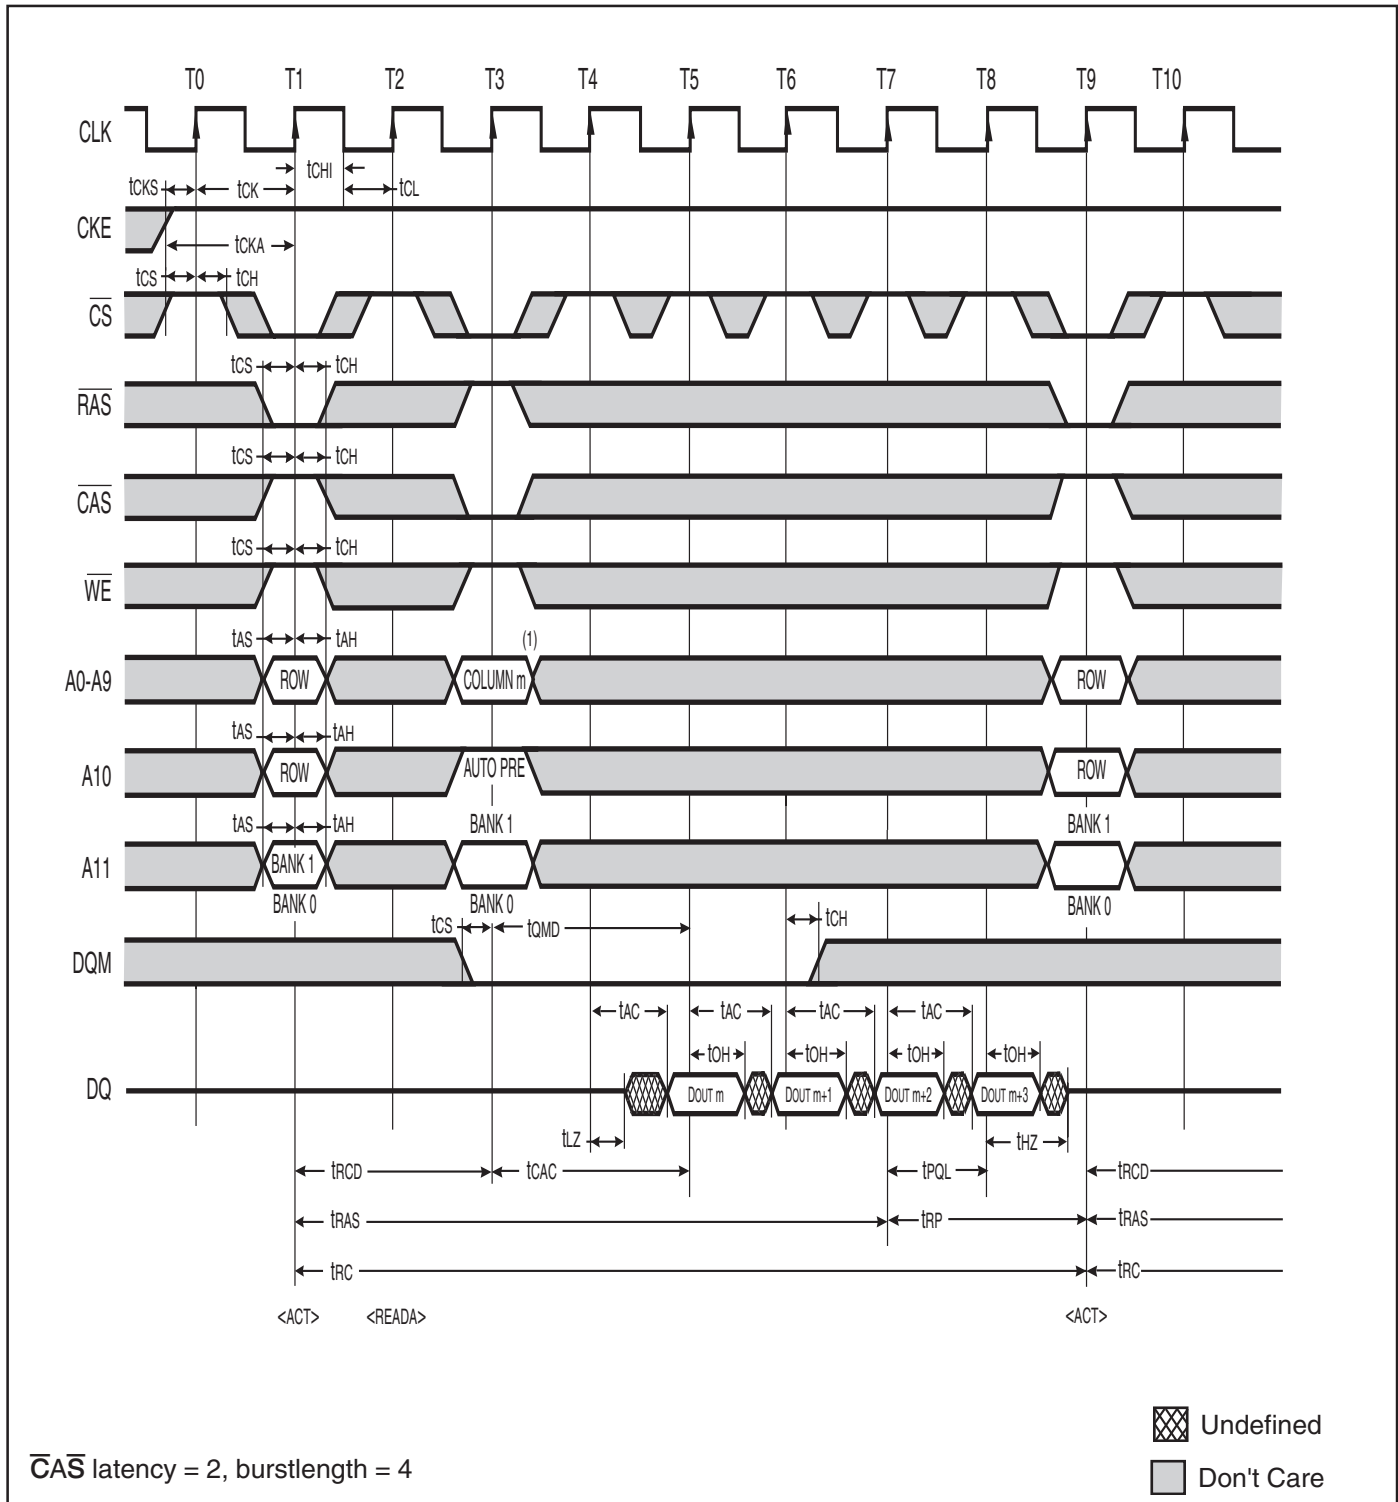 T0 T1 T2 T3 T4 T5 T6 T7 T8 T9 T10
CLK
tCHI
tCKS tCK tCL
CKE
tCKA
tCS tCH
CS
tCS tCH
RAS
tCS tCH
CAS
tCS tCH
WE
tAS tAH (1)
A0-A9 ROW COLUMN m ROW
tAS tAH
A10 ROW AUTO PRE ROW
tAS tAH BANK 1 BANK 1
A11 BANK 1
BANK 0 BANK 0 BANK 0
tCS tQMD tCH
DQM
tAC tAC tAC tAC
tOH tOH tOH tOH
DQ DOUT m DOUT m+1 DOUT m+2 DOUT m+3
tLZ tHZ
tRCD tCAC tPQL tRCD
tRAS tRP tRAS
tRC tRC
<ACT> <READA> <ACT>
Undefined
CAS latency = 2, burstlength = 4
Don't Care